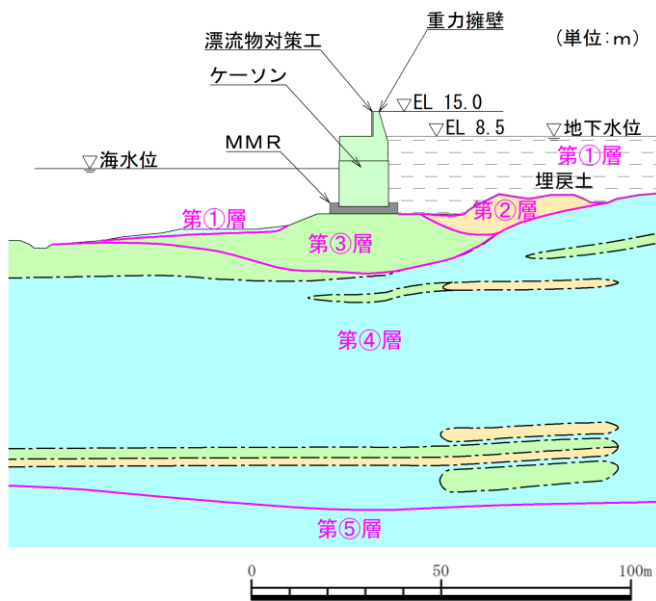 重力擁壁
漂流物対策工
(単位:m)
ケーソン
EL 15.0
EL 8.5
地下水位
MMR
海水位
第①層
埋戻土
第①層
第②層
第③層
第④層
第⑤層
0 50 100m